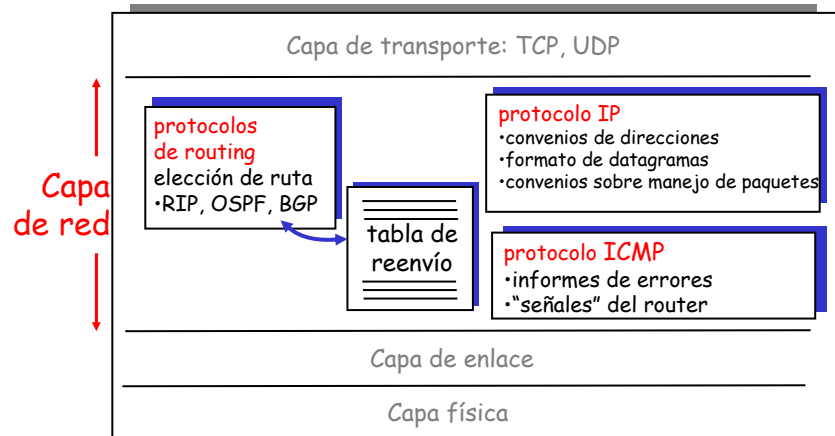 Capa de transporte: TCP, UDP
Capa
de red
protocolos
de routing
elección de ruta
•RIP, OSPF, BGP
tabla de
reenvío
protocolo IP
•convenios de direcciones
•formato de datagramas
•convenios sobre manejo de paquetes
protocolo ICMP
•informes de errores
•“señales” del router
Capa de enlace
Capa física